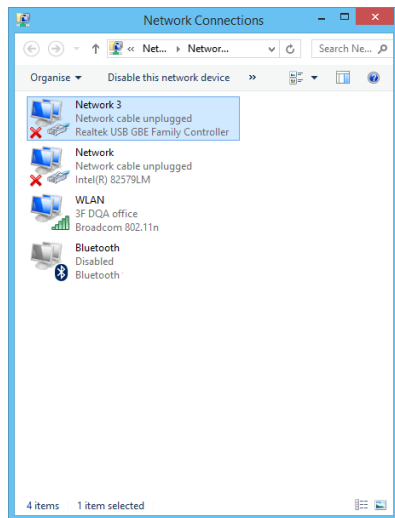 Network Connections
« Net... Networ... Search Ne...
Organise Disable this network device »
Network 3
Network cable unplugged
Realtek USB GBE Family Controller
Network
Network cable unplugged
Intel(R) 82579LM
WLAN
3F DQA office
Broadcom 802.11n
Bluetooth
Disabled
Bluetooth
4 items 1 item selected